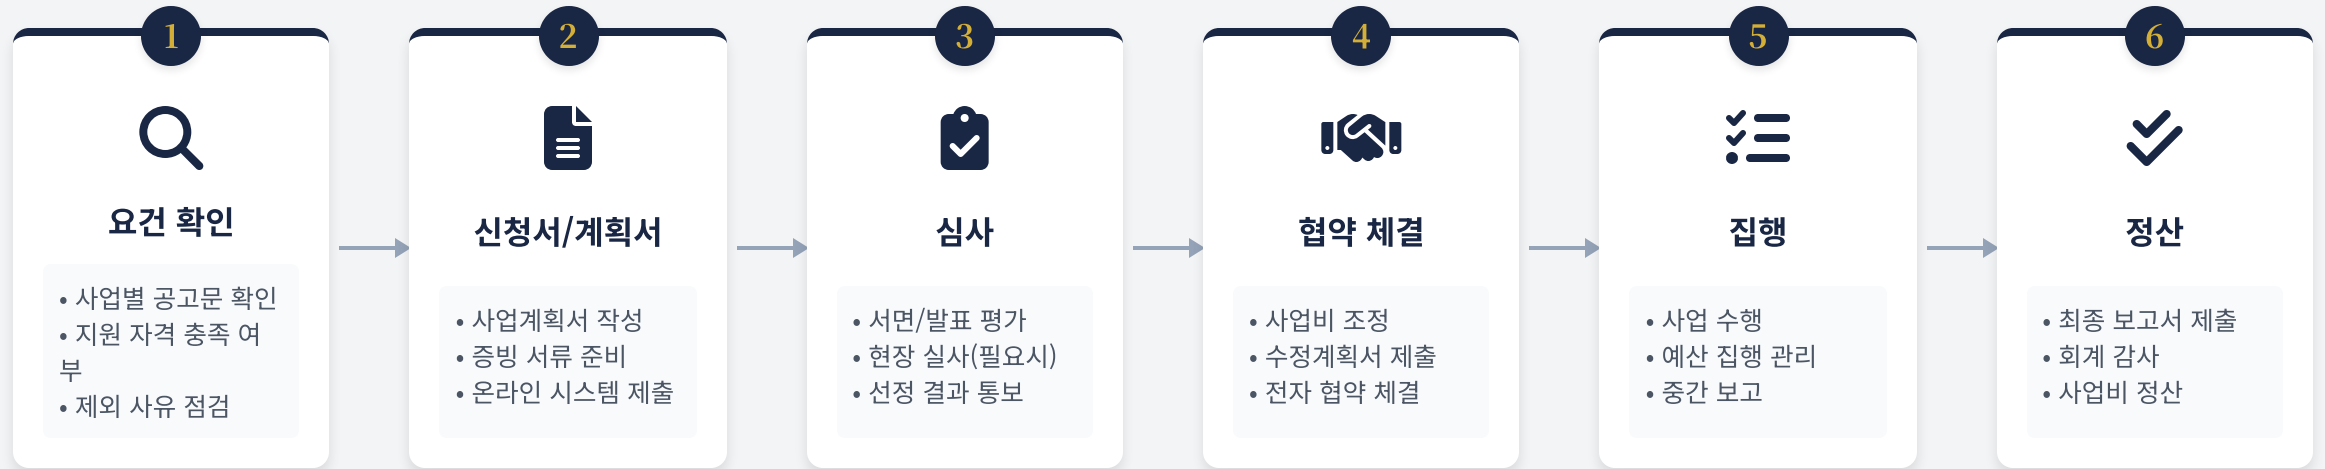 1
요건 확인
• 사업별 공고문 확인
• 지원 자격 충족 여
부
• 제외 사유 점검
2
신청서/계획서
• 사업계획서 작성
• 증빙 서류 준비
• 온라인 시스템 제출
3
심사
• 서면/발표 평가
• 현장 실사(필요시)
• 선정 결과 통보
4
협약 체결
• 사업비 조정
• 수정계획서 제출
• 전자 협약 체결
5
집행
• 사업 수행
• 예산 집행 관리
• 중간 보고
6
정산
• 최종 보고서 제출
• 회계 감사
• 사업비 정산